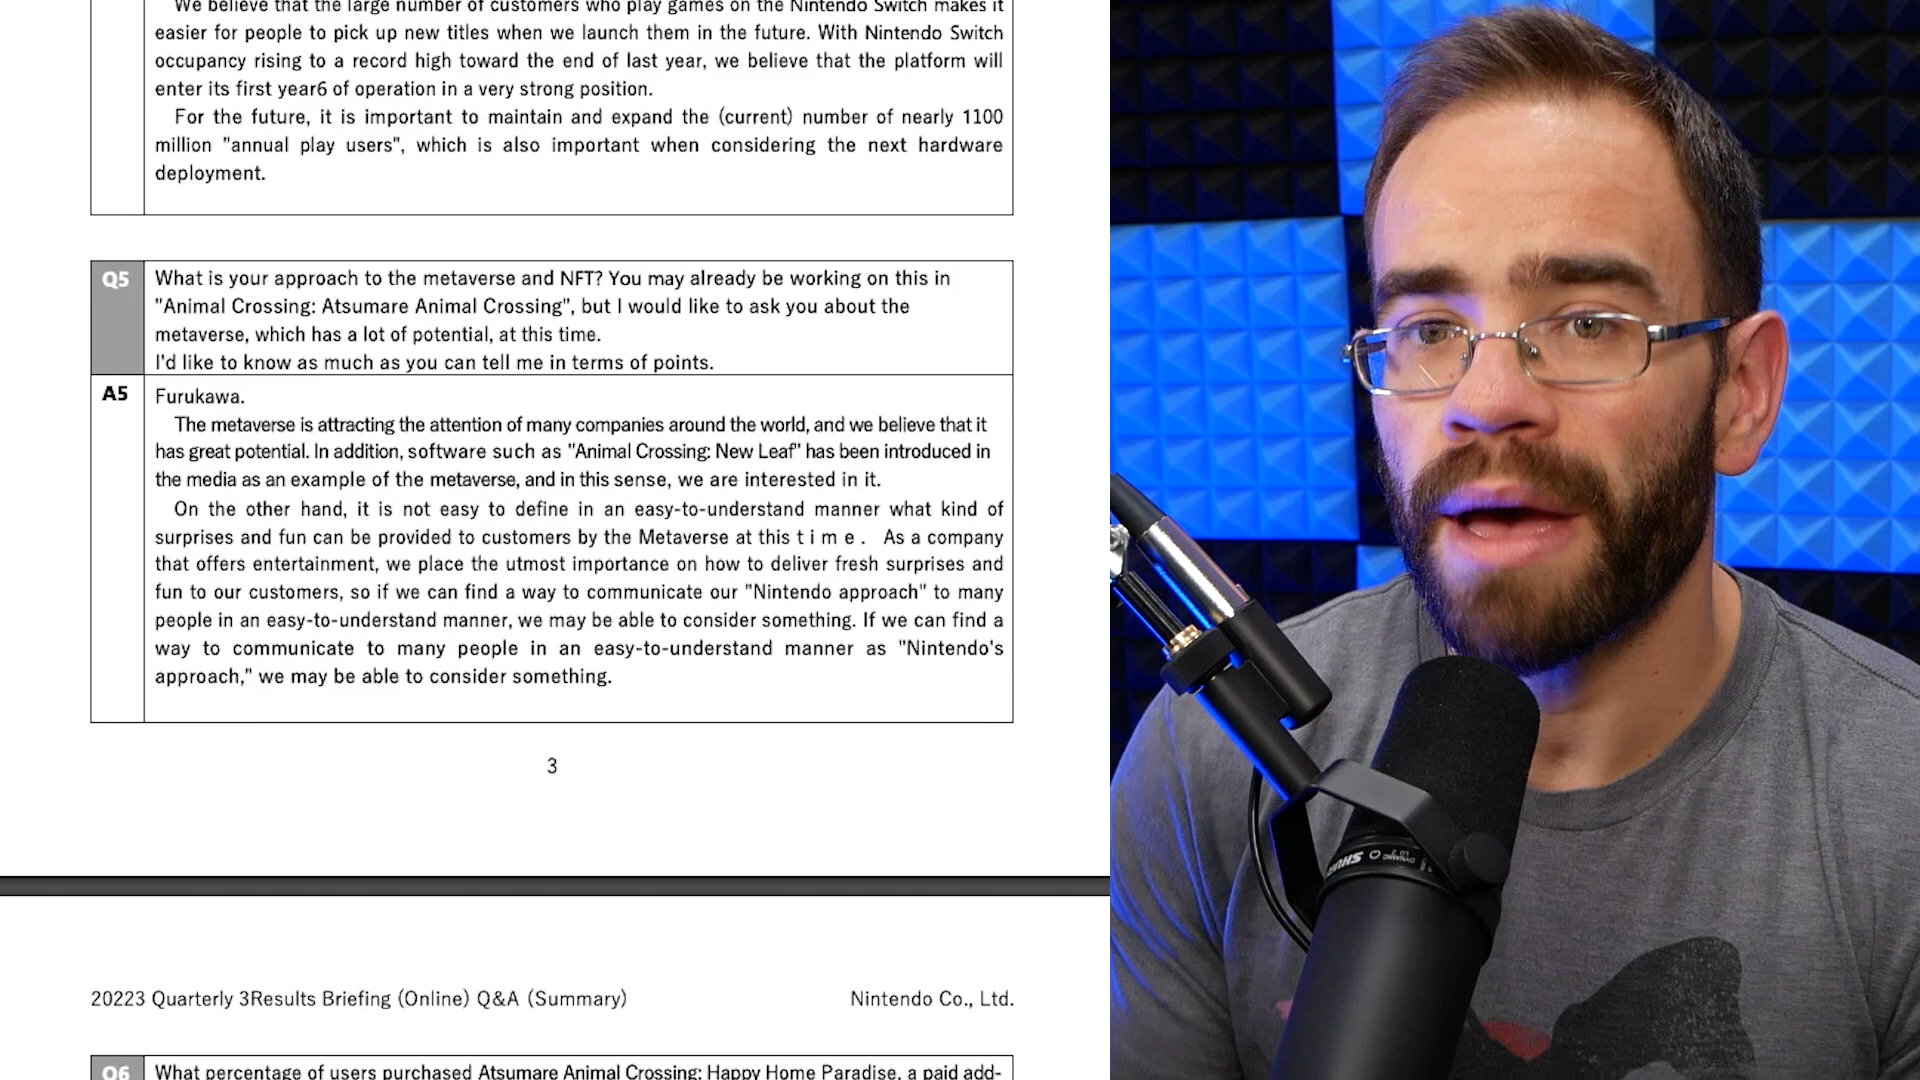 We believe that the large number of customers who play games on the Nintendo Switch makes it
easier for people to pick up new titles when we launch them in the future. With Nintendo Switch
occupancy rising to a record high toward the end of last year, we believe that the platform will
enter its first year6 of operation in a very strong position.
For the future, it is important to maintain and expand the (current) number of nearly 1100
million "annual play users", which is also important when considering the next hardware
deployment.
Q5
What is your approach to the metaverse and NFT? You may already be working on this in
"Animal Crossing: Atsumare Animal Crossing", but I would like to ask you about the
metaverse, which has a lot of potential, at this time.
I'd like to know as much as you can tell me in terms of points.
A5
Furukawa.
The metaverse is attracting the attention of many companies around the world, and we believe that it
has great potential. In addition, software such as "Animal Crossing: New Leaf" has been introduced in
the media as an example of the metaverse, and in this sense, we are interested in it.
On the other hand, it is not easy to define in an easy-to-understand manner what kind of
surprises and fun can be provided to customers by the Metaverse at this t i m e . As a company
that offers entertainment, we place the utmost importance on how to deliver fresh surprises and
fun to our customers, so if we can find a way to communicate our "Nintendo approach" to many
people in an easy-to-understand manner, we may be able to consider something. If we can find a
way to communicate to many people in an easy-to-understand manner as "Nintendo's
approach," we may be able to consider something.
3
20223 Quarterly 3Results Briefing (Online) Q&A (Summary)
Nintendo Co., Ltd.
Q6
What percentage of users purchased Atsumare Animal Crossing: Happy Home Paradise, a paid add-